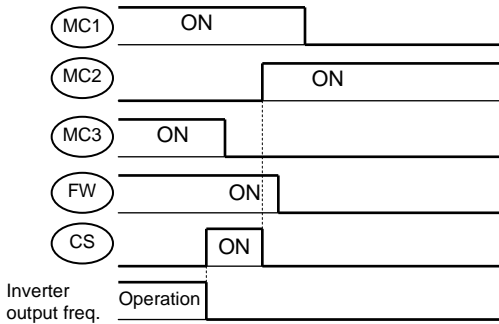 MC1 ON
MC2 ON
MC3 ON
FW ON
CS ON
Inverter
output freq. Operation